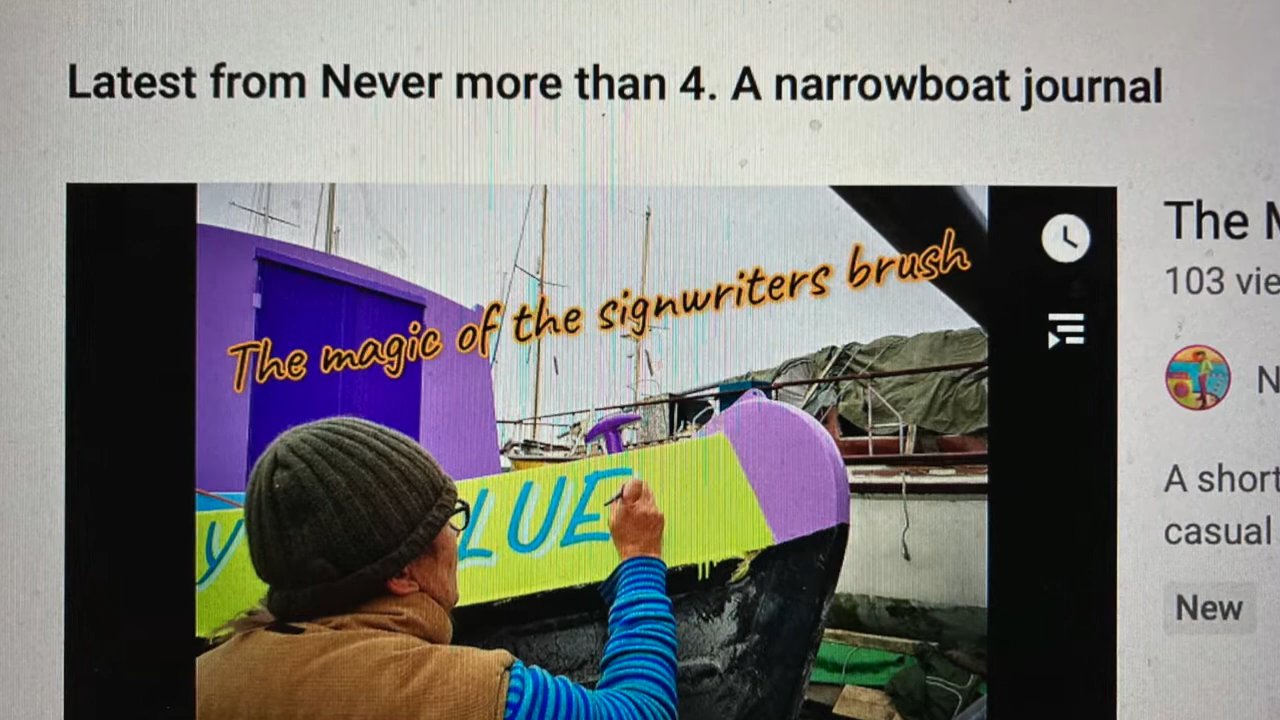 Latest from Never more than 4. A narrowboat journal
The magic of the signwriters brush
The
103
y LUE
N
A short
casual
New